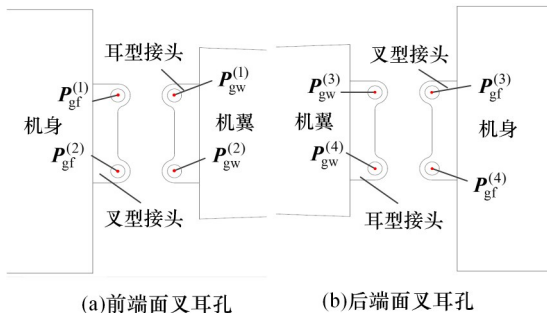 耳型接头
P_gf^(1)
P_gw^(1)
机身
机翼
P_gf^(2)
P_gw^(2)
叉型接头
(a)前端面叉耳孔
叉型接头
P_gw^(3)
P_gf^(3)
机翼
机身
P_gw^(4)
P_gf^(4)
耳型接头
(b)后端面叉耳孔